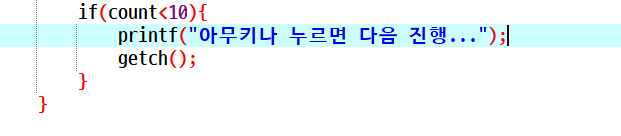 if(count<10){
printf("아무키나 누르면 다음 진행...");
getch();
}
}